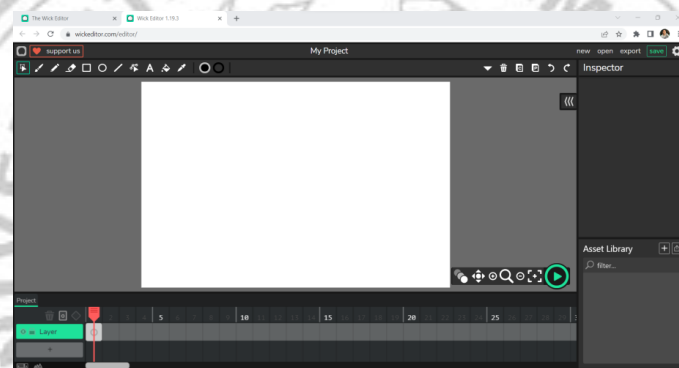 The Wick Editor
Wick Editor 1.19.3
wickeditor.com/editor/
support us
My Project
new open export save
Inspector
A
Asset Library
filter...
Project
5 10 15 20 25
Layer